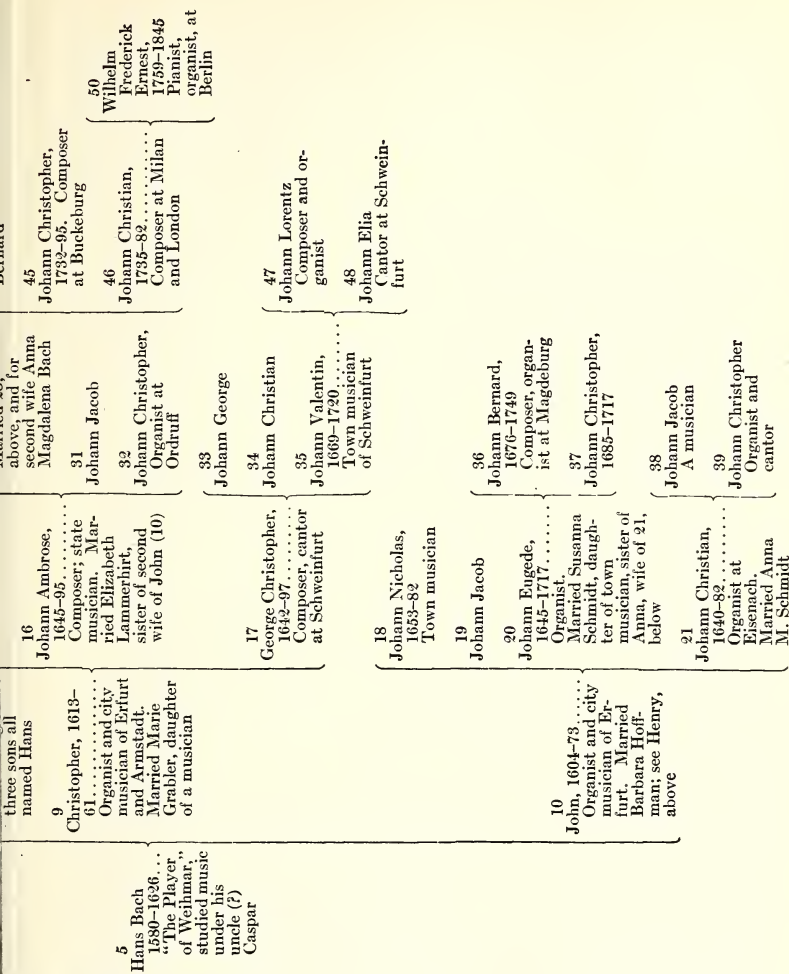 5
Hans Bach
1580–1626...
"The Player
of Weihmar,"
studied music
under his
uncle (?)
Caspar
three sons all
named Hans
9
Christopher, 1613–
61............
Organist and city
musician of Erfurt
and Armstadt.
Married Marie
Grabler, daughter
of a musician
10
John, 1604–73......
Organist and city
musician of Er-
furt. Married
Barbara Hoff-
man; see Henry,
above
16
Johann Ambrose,
1645–95.........
Composer; state
musician. Mar-
ried Elizabeth
Lammerhirt,
sister of second
wife of John (10)
17
George Christopher,
1642–97.........
Composer, cantor
at Schweinfurt
18
Johann Nicholas,
1653–82
Town musician
19
Johann Jacob
20
Johann Eugede,
1645–1717.......
Organist.
Married Susanna
Schmidt, daugh-
ter of town
musician, sister of
Anna, wife of 21,
below
21
Johann Christian,
1640–82.........
Organist at
Eisenach.
Married Anna
M. Schmidt
above, and for
second wife Anna
Magdalena Bach
31
Johann Jacob
32
Johann Christopher,
Organist at
Ordruff
33
Johann George
34
Johann Christian
35
Johann Valentin,
1669–1720.......
Town musician
of Schweinfurt
36
Johann Bernard,
1676–1749
Composer, organ-
ist at Magdeburg
37
Johann Christopher,
1685–1717
38
Johann Jacob
A musician
39
Johann Christopher
Organist and
cantor
Bernard
45
Johann Christopher,
1732–95. Composer
at Buckeburg
46
Johann Christian,
1735–82..........
Composer at Milan
and London
47
Johann Lorentz
Composer and or-
ganist
48
Johann Elia
Cantor at Schwein-
furt
50
Wilhelm
Frederick
Ernest,
1759–1845
Pianist,
organist, at
Berlin